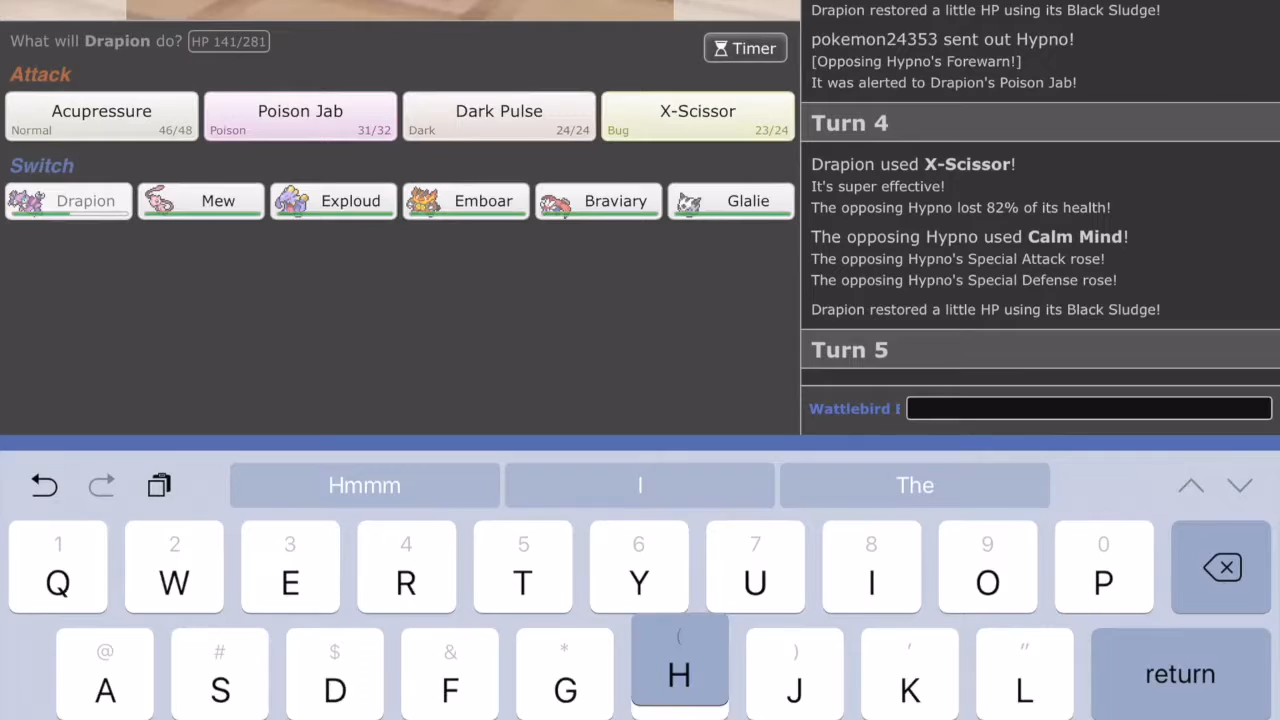 What will Drapion do? HP 141/281
Timer
Attack
Acupressure
Normal 46/48
Poison Jab
Poison 31/32
Dark Pulse
Dark 24/24
X-Scissor
Bug 23/24
Switch
Drapion
Mew
Exploud
Emboar
Braviary
Glalie
Drapion restored a little HP using its Black Sludge!
pokemon24353 sent out Hypno!
[Opposing Hypno's Forewarn!]
It was alerted to Drapion's Poison Jab!
Turn 4
Drapion used X-Scissor!
It's super effective!
The opposing Hypno lost 82% of its health!
The opposing Hypno used Calm Mind!
The opposing Hypno's Special Attack rose!
The opposing Hypno's Special Defense rose!
Drapion restored a little HP using its Black Sludge!
Turn 5
Wattlebird
Hmmm I The
1 2 3 4 5 6 7 8 9 0
Q W E R T Y U I O P
@ # $ & * ( ) ' "
A S D F G H J K L return